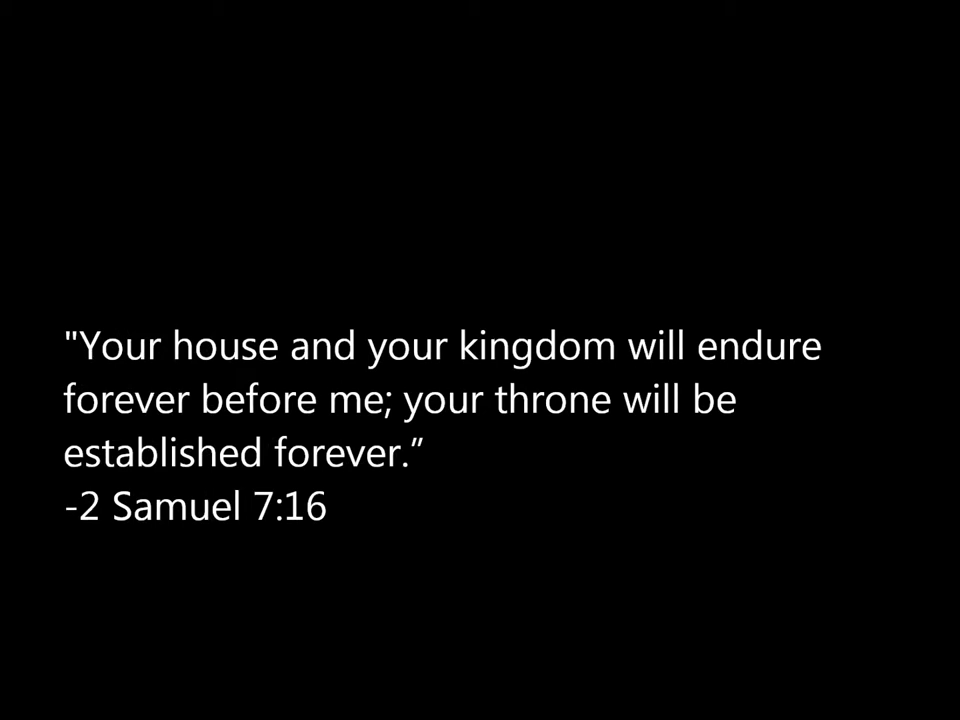 "Your house and your kingdom will endure
forever before me; your throne will be
established forever.”
-2 Samuel 7:16